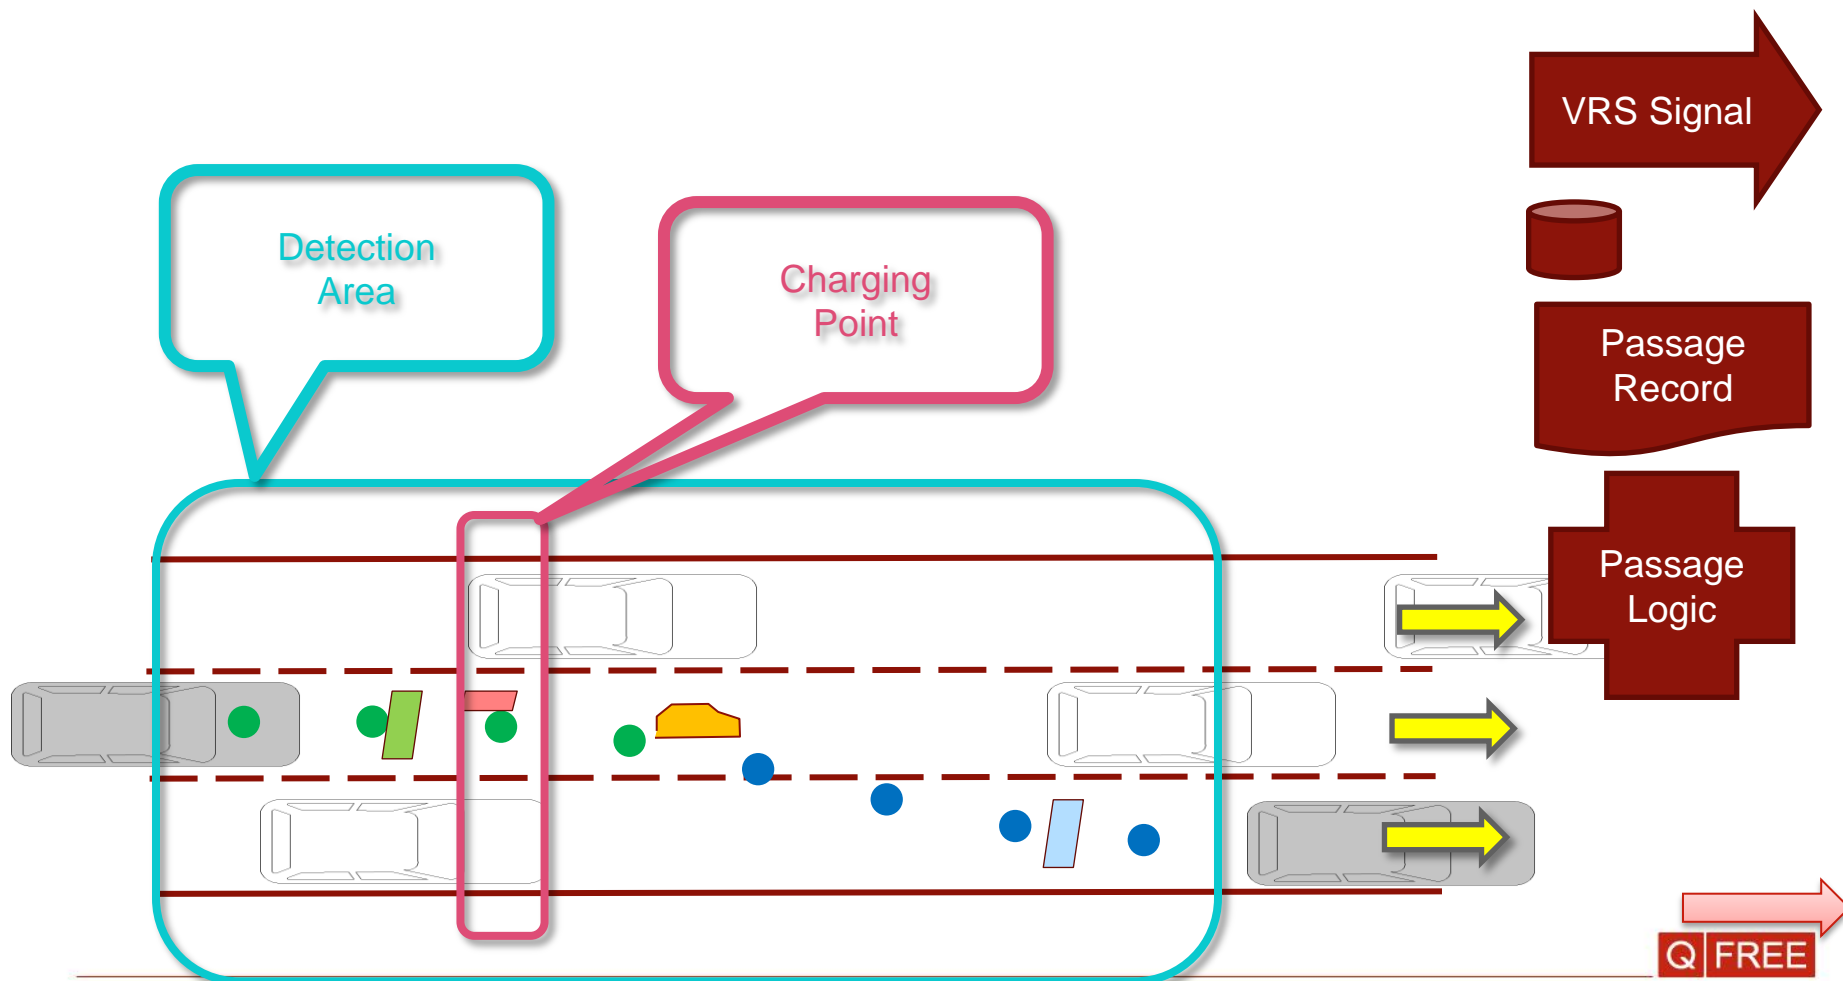 VRS Signal
Detection
Area
Charging
Point
Passage
Record
Passage
Logic
Q FREE